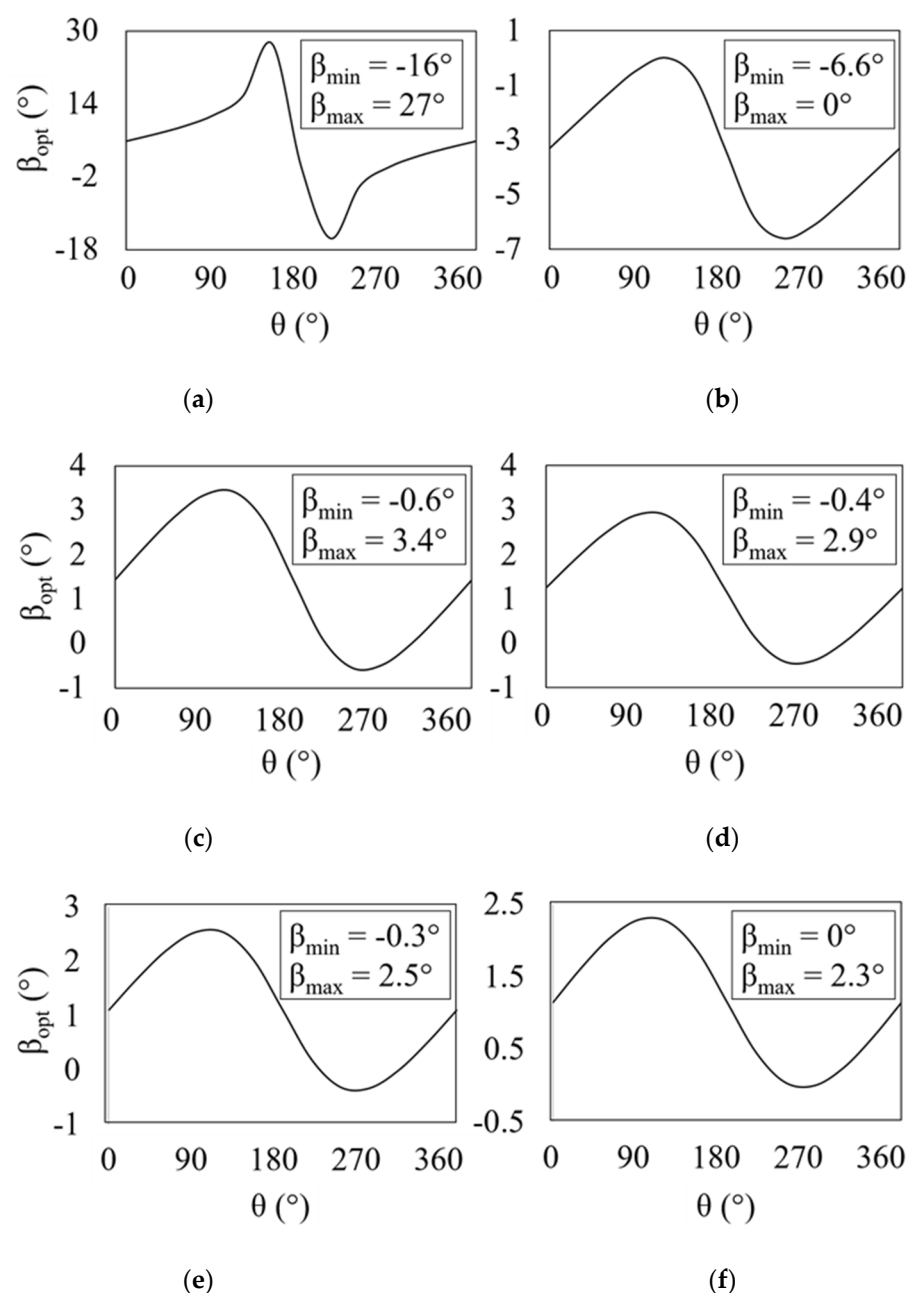 30
14
-2
-18
β_opt (°)
β_min = -16°
β_max = 27°
0 90 180 270 360
θ (°)
(a)
1
-1
-3
-5
-7
β_min = -6.6°
β_max = 0°
0 90 180 270 360
θ (°)
(b)
4
3
2
1
0
-1
β_opt (°)
β_min = -0.6°
β_max = 3.4°
0 90 180 270 360
θ (°)
(c)
4
3
2
1
0
-1
β_min = -0.4°
β_max = 2.9°
0 90 180 270 360
θ (°)
(d)
3
2
1
0
-1
β_opt (°)
β_min = -0.3°
β_max = 2.5°
0 90 180 270 360
θ (°)
(e)
2.5
1.5
0.5
-0.5
β_min = 0°
β_max = 2.3°
0 90 180 270 360
θ (°)
(f)